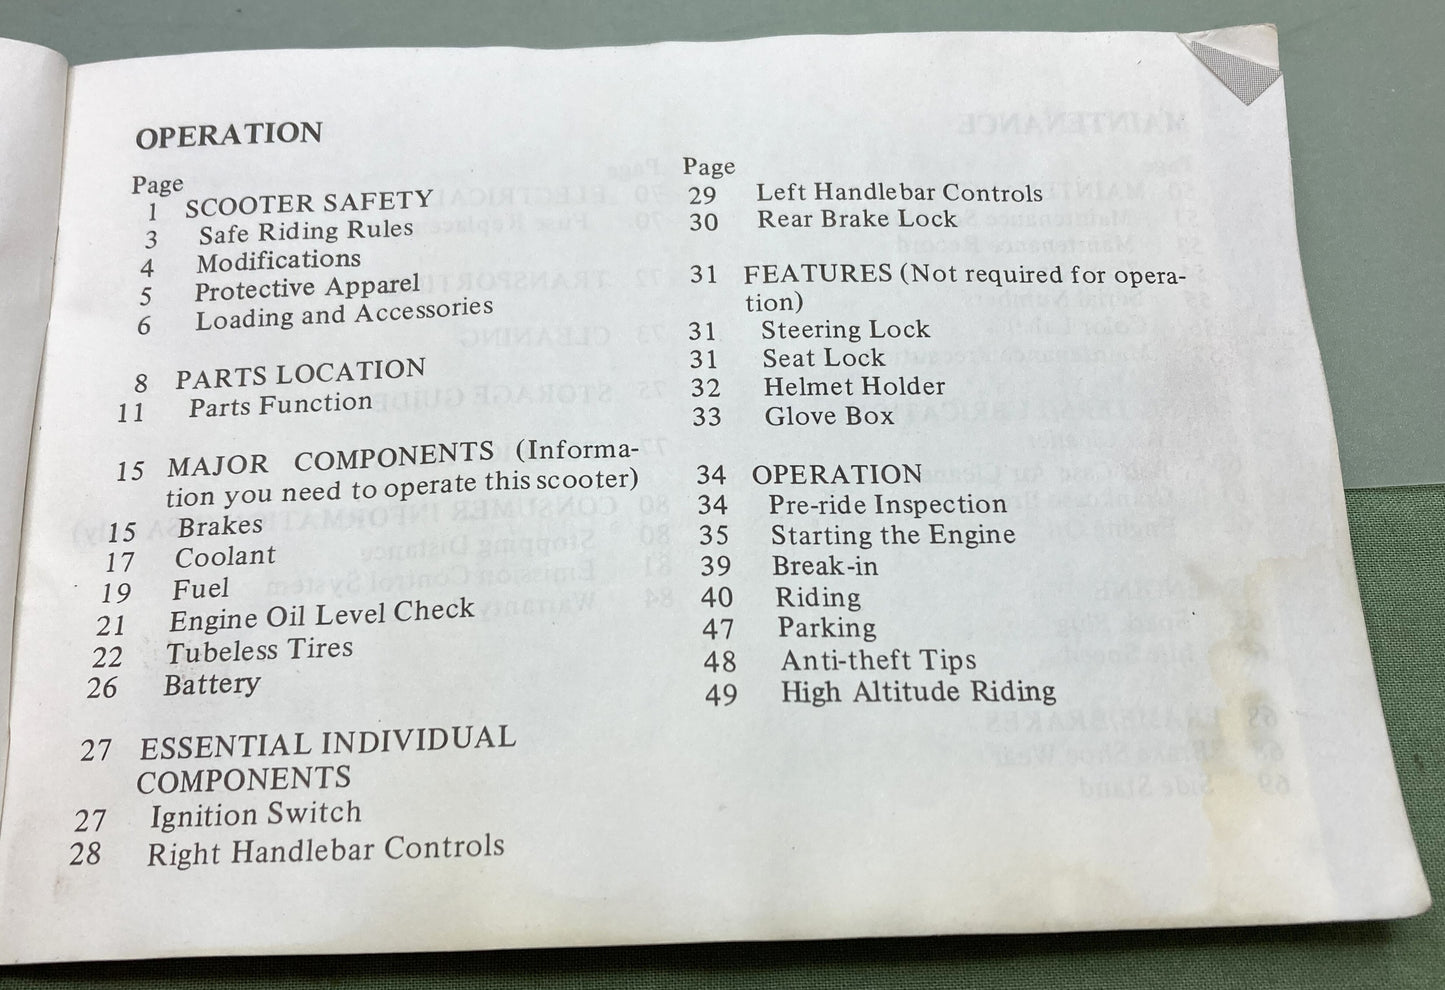 OPERATION
Page
1 SCOOTER SAFETY
3 Safe Riding Rules
4 Modifications
5 Protective Apparel
6 Loading and Accessories
8 PARTS LOCATION
11 Parts Function
15 MAJOR COMPONENTS (Informa-
tion you need to operate this scooter)
15 Brakes
17 Coolant
19 Fuel
21 Engine Oil Level Check
22 Tubeless Tires
26 Battery
27 ESSENTIAL INDIVIDUAL
COMPONENTS
27 Ignition Switch
28 Right Handlebar Controls
Page
29 Left Handlebar Controls
30 Rear Brake Lock
31 FEATURES (Not required for opera-
tion)
31 Steering Lock
31 Seat Lock
32 Helmet Holder
33 Glove Box
34 OPERATION
34 Pre-ride Inspection
35 Starting the Engine
39 Break-in
40 Riding
47 Parking
48 Anti-theft Tips
49 High Altitude Riding